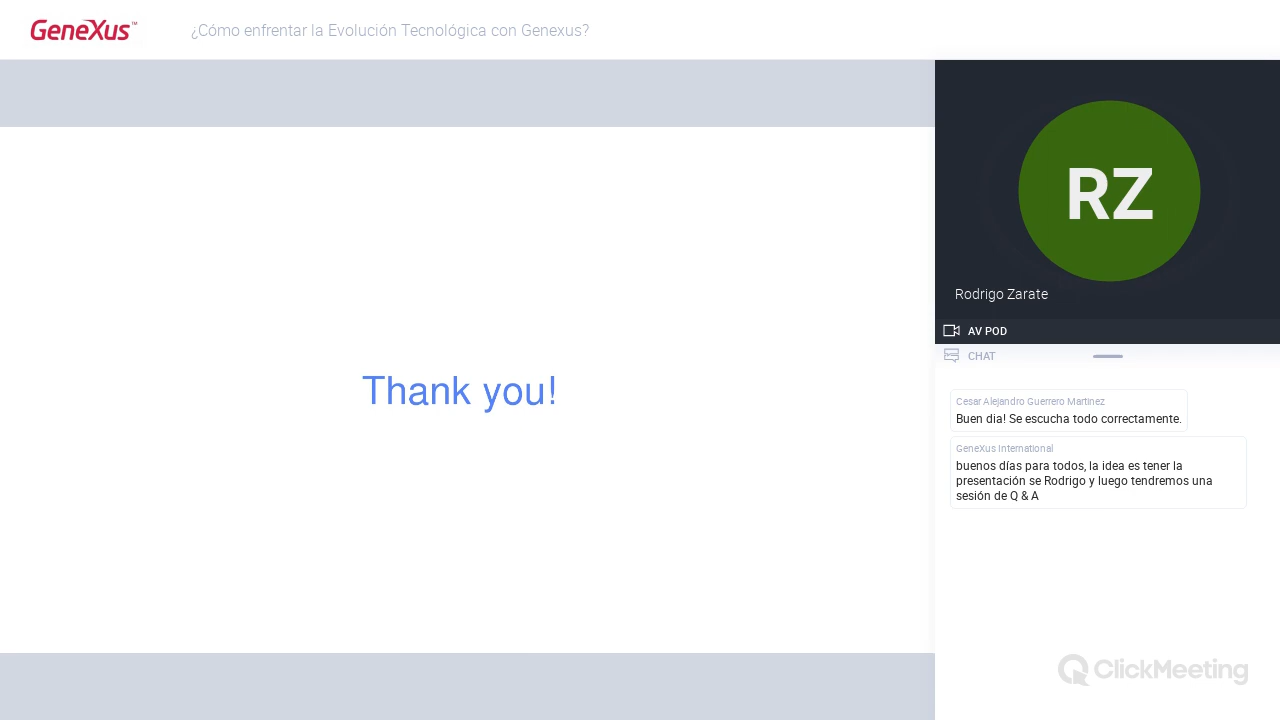 GeneXus™
¿Cómo enfrentar la Evolución Tecnológica con Genexus?
Thank you!
RZ
Rodrigo Zarate
AV POD
CHAT
Cesar Alejandro Guerrero Martinez
Buen dia! Se escucha todo correctamente.
GeneXus International
buenos días para todos, la idea es tener la
presentación se Rodrigo y luego tendremos una
sesión de Q & A
ClickMeeting